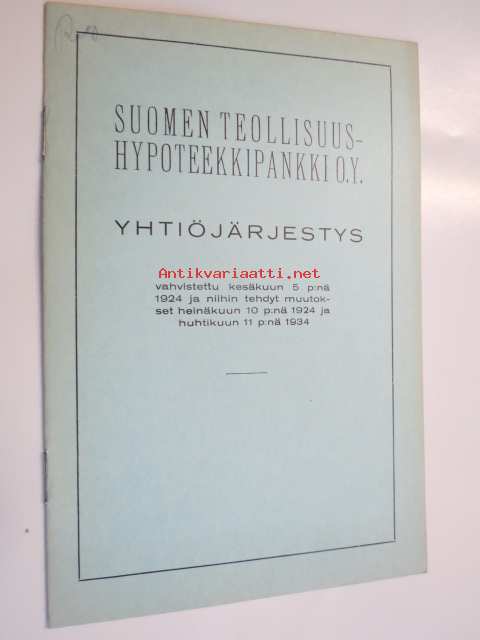 SUOMEN TEOLLISUUS-
HYPOTEEKKIPANKKI O.Y.
YHTIÖJÄRJESTYS
Antikvariaatti.net
vahvistettu kesäkuun 5 p:nä
1924 ja niihin tehdyt muutok-
set heinäkuun 10 p:nä 1924 ja
huhtikuun 11 p:nä 1934